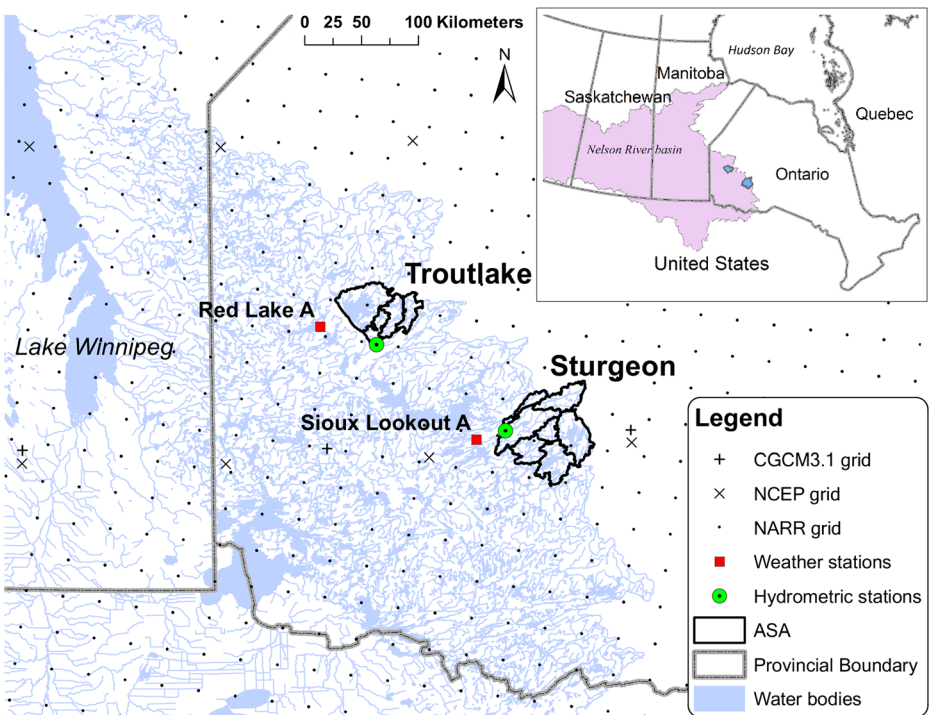 0 25 50 100 Kilometers
N
Hudson Bay
Manitoba
Saskatchewan
Quebec
Nelson River basin
Ontario
United States
Troutlake
Red Lake A
Lake Winnipeg
Sturgeon
Sioux Lookout A
Legend
CGCM3.1 grid
NCEP grid
NARR grid
Weather stations
Hydrometric stations
ASA
Provincial Boundary
Water bodies